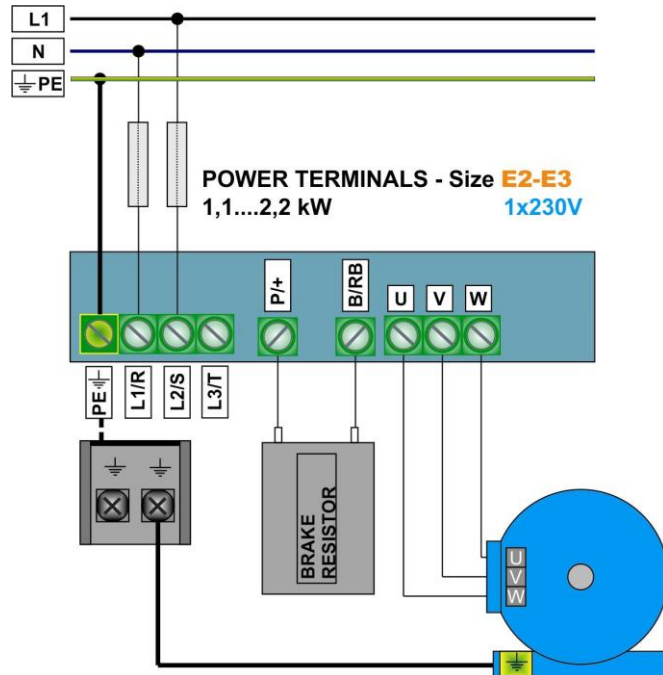 L1
N
⏚ PE
POWER TERMINALS - Size E2-E3
1,1....2,2 kW 1x230V
P/+
B/RB
U
V
W
PE⏚
L1/R
L2/S
L3/T
BRAKE
RESISTOR
U
V
W